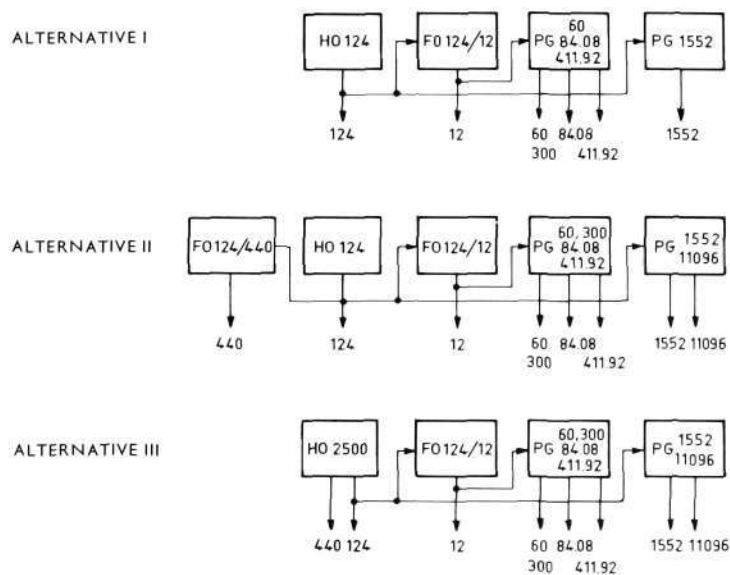 ALTERNATIVE I
HO 124
FO 124/12
PG
60
84.08
411.92
PG 1552
124
12
60 84.08
300 411.92
1552
ALTERNATIVE II
FO 124/440
HO 124
FO 124/12
PG
60, 300
84.08
411.92
PG
1552
11096
440
124
12
60 84.08
300 411.92
1552 11096
ALTERNATIVE III
HO 2500
FO 124/12
PG
60, 300
84.08
411.92
PG
1552
11096
440 124
12
60 84.08
300 411.92
1552 11096